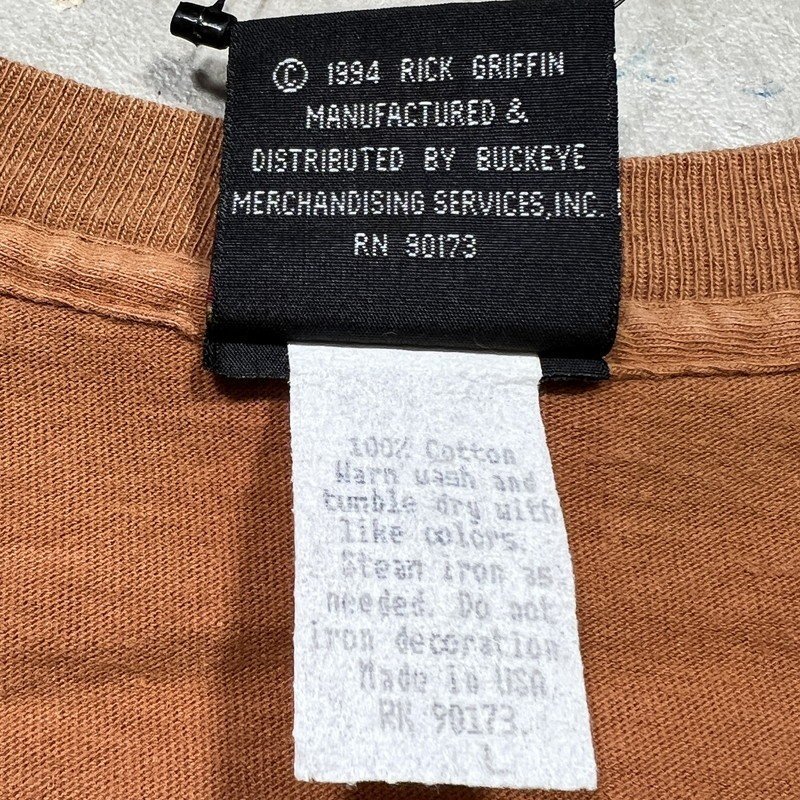 © 1994 RICK GRIFFIN
MANUFACTURED &
DISTRIBUTED BY BUCKEYE
MERCHANDISING SERVICES,INC.
RN 90173
100% Cotton
Warm wash and
tumble dry with
like colors.
Steam iron as
needed. Do not
iron decoration
Made in USA
RN 90173.
L